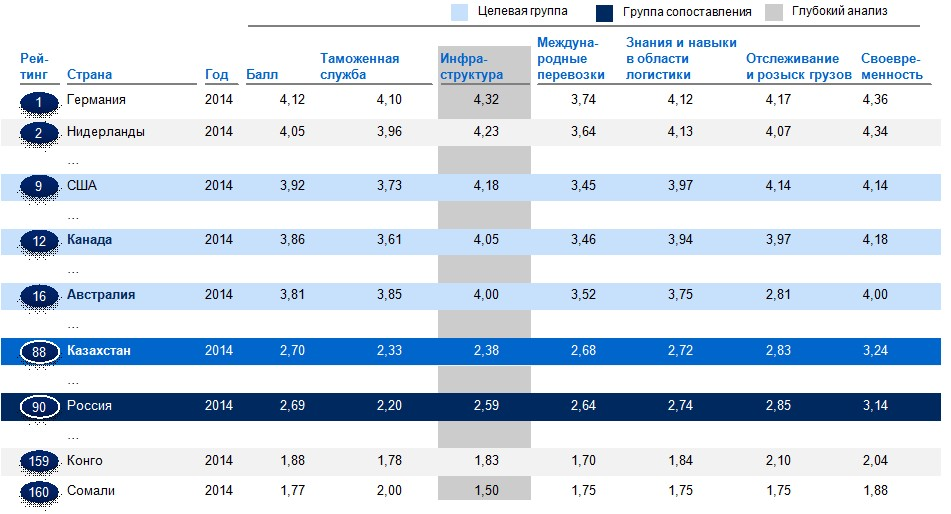 Целевая группа Группа сопоставления Глубокий анализ
Рей-
тинг Страна Год Балл Таможенная
служба Инфра-
структура Междуна-
родные
перевозки Знания и навыки
в области
логистики Отслеживание
и розыск грузов Своевре-
менность
1 Германия 2014 4,12 4,10 4,32 3,74 4,12 4,17 4,36
2 Нидерланды 2014 4,05 3,96 4,23 3,64 4,13 4,07 4,34
...
9 США 2014 3,92 3,73 4,18 3,45 3,97 4,14 4,14
...
12 Канада 2014 3,86 3,61 4,05 3,46 3,94 3,97 4,18
...
16 Австралия 2014 3,81 3,85 4,00 3,52 3,75 2,81 4,00
...
88 Казахстан 2014 2,70 2,33 2,38 2,68 2,72 2,83 3,24
...
90 Россия 2014 2,69 2,20 2,59 2,64 2,74 2,85 3,14
...
159 Конго 2014 1,88 1,78 1,83 1,70 1,84 2,10 2,04
160 Сомали 2014 1,77 2,00 1,50 1,75 1,75 1,75 1,88